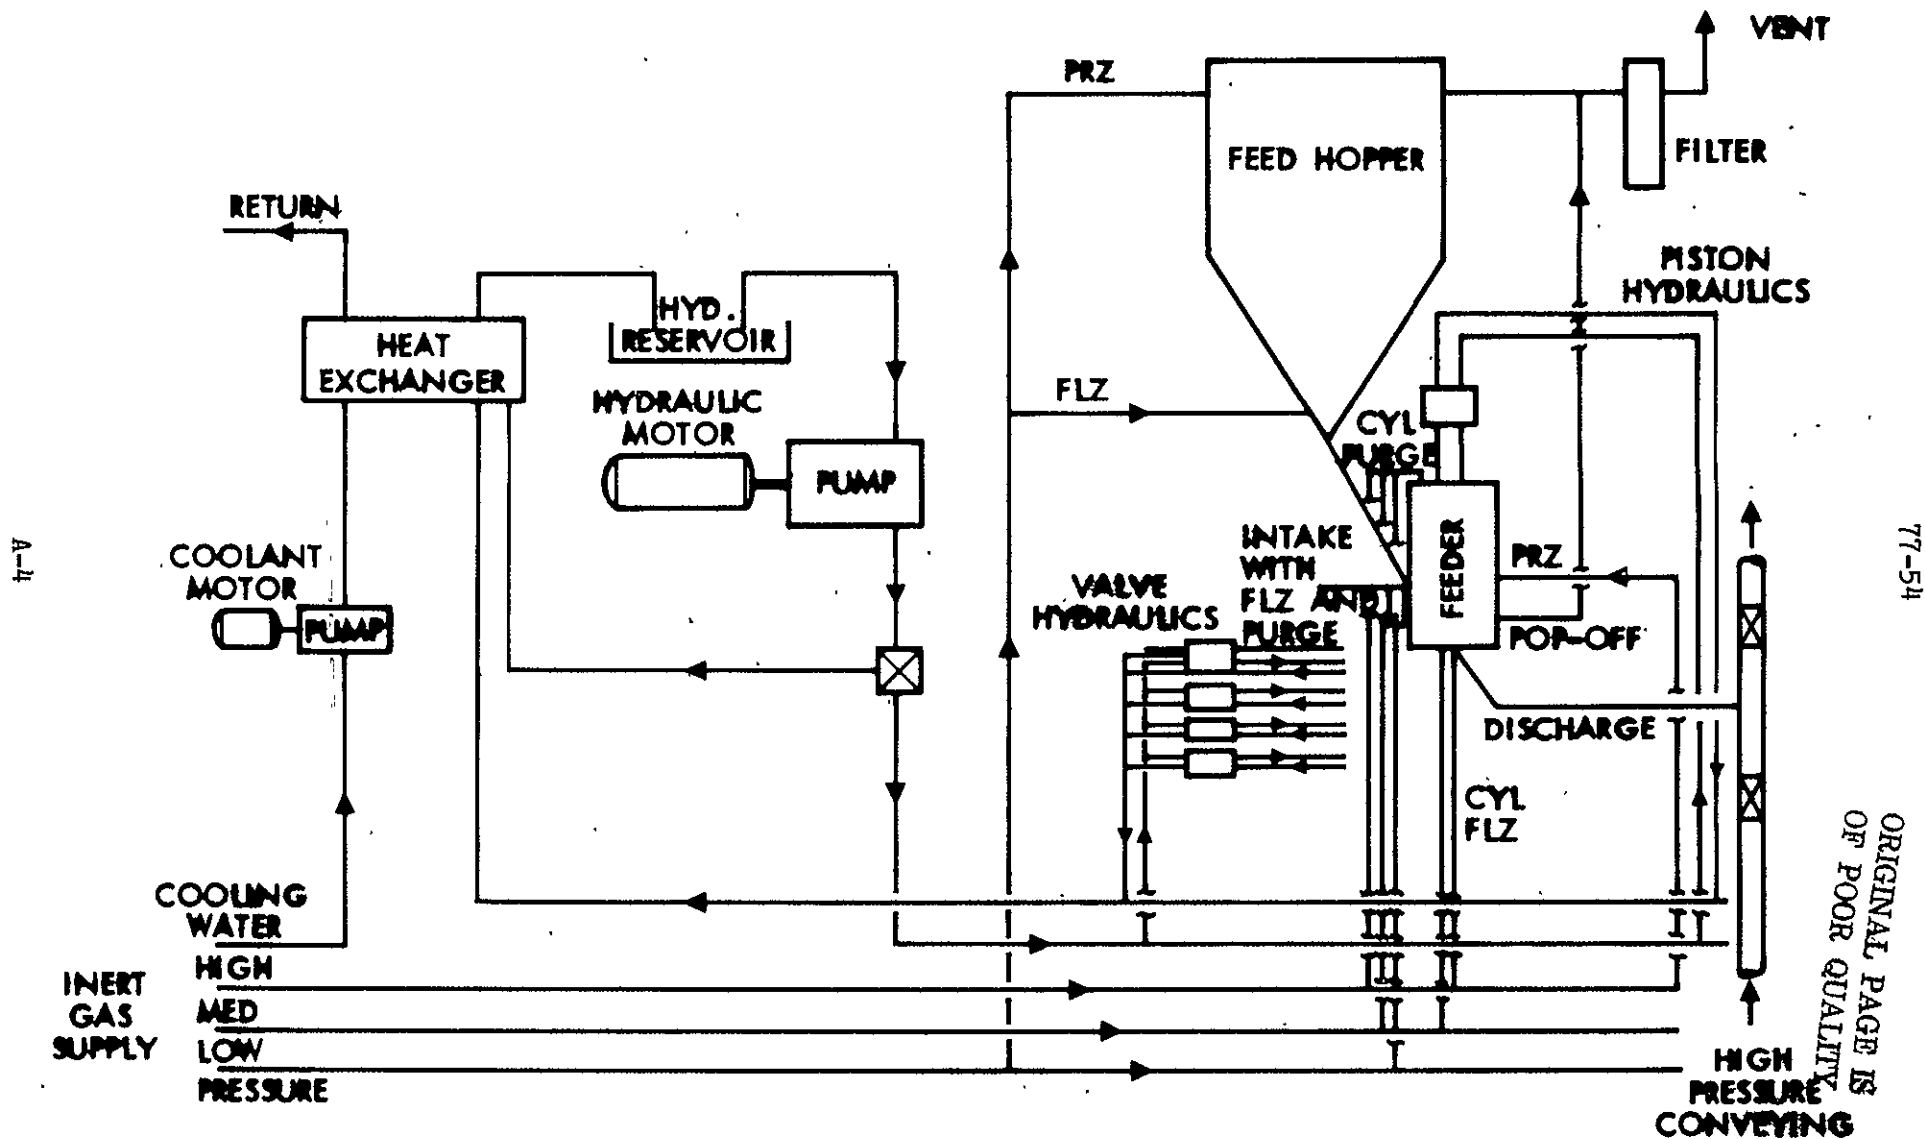 VENT
PRZ
FEED HOPPER
FILTER
RETURN
PISTON
HYDRAULICS
HYD.
RESERVOIR
HEAT
EXCHANGER
FLZ
HYDRAULIC
MOTOR
CYL
PURGE
PUMP
INTAKE
WITH
FLZ AND
PURGE
FEEDER
PRZ
POP-OFF
VALVE
HYDRAULICS
COOLANT
MOTOR
PUMP
DISCHARGE
CYL
FLZ
COOLING
WATER
INERT
GAS
SUPPLY
HIGH
MED
LOW
PRESSURE
HIGH
PRESSURE
CONVEYING
A-4
77-54
ORIGINAL PAGE IS
OF POOR QUALITY